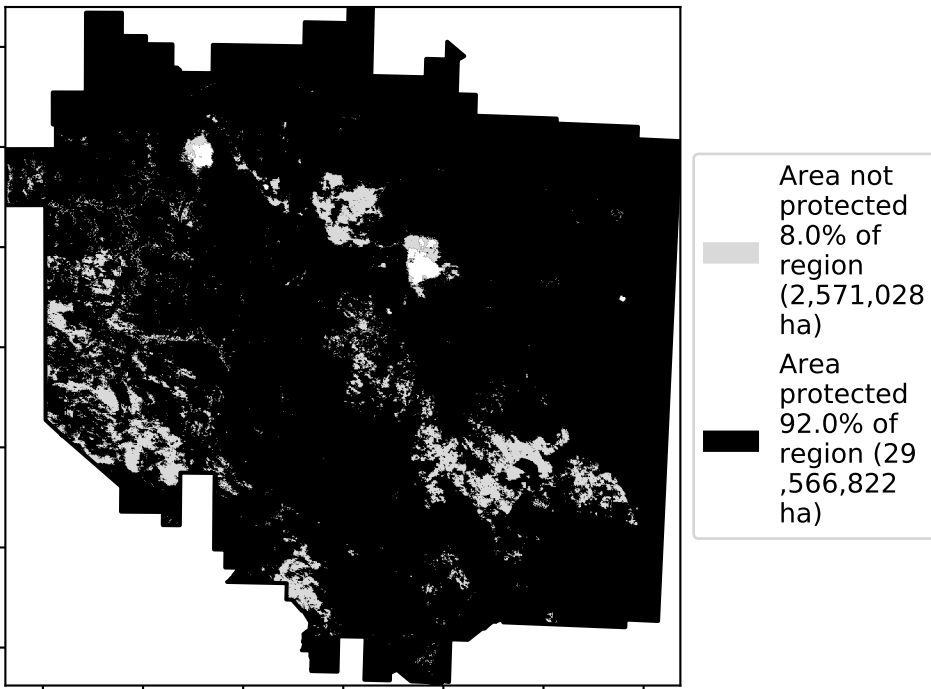 Area not
protected
8.0% of
region
(2,571,028
ha)
Area
protected
92.0% of
region (29
,566,822
ha)